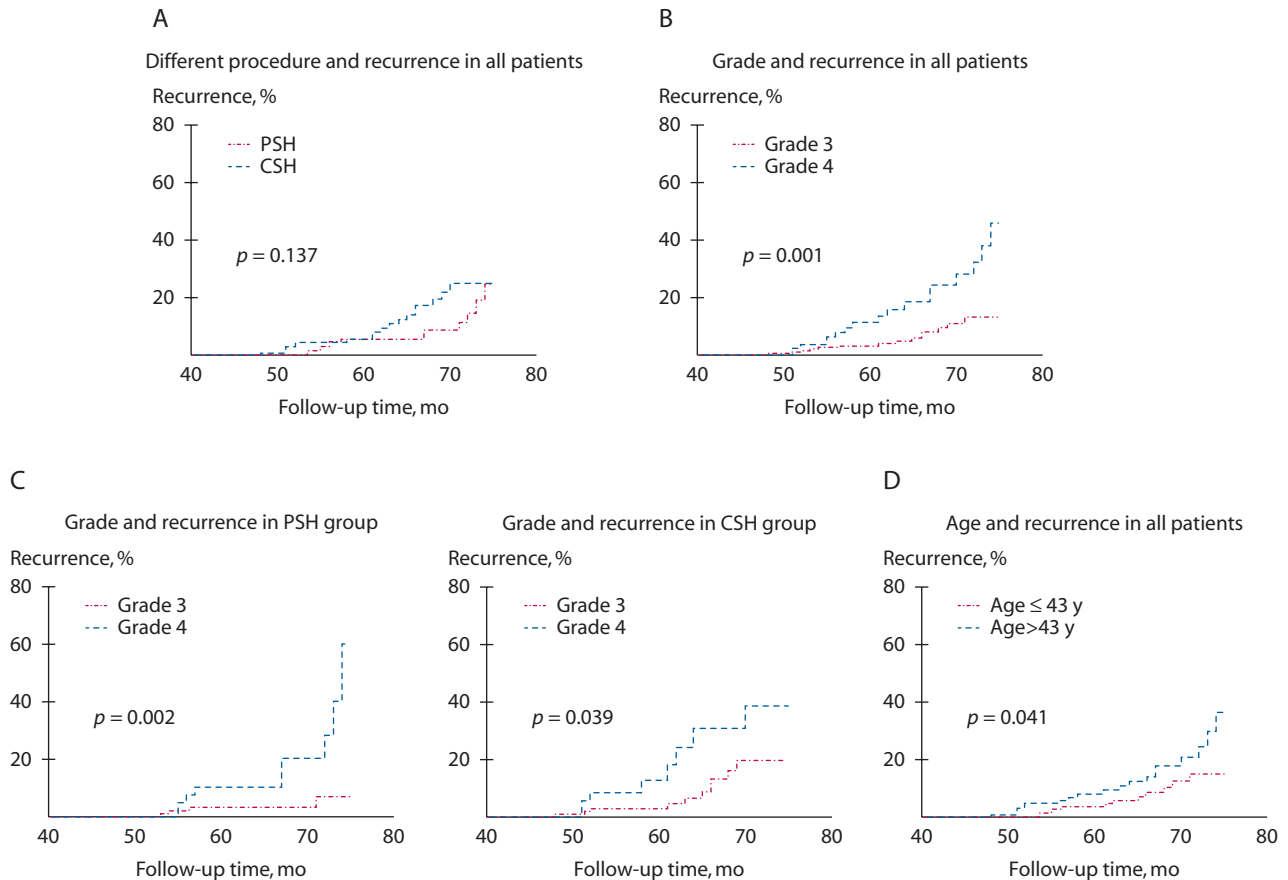 A
Different procedure and recurrence in all patients
Recurrence, %
80
60
40
20
PSH
CSH
p = 0.137
40 50 60 70 80
Follow-up time, mo
B
Grade and recurrence in all patients
Recurrence, %
80
60
40
20
Grade 3
Grade 4
p = 0.001
40 50 60 70 80
Follow-up time, mo
C
Grade and recurrence in PSH group
Recurrence, %
80
60
40
20
Grade 3
Grade 4
p = 0.002
40 50 60 70 80
Follow-up time, mo
Grade and recurrence in CSH group
Recurrence, %
80
60
40
20
Grade 3
Grade 4
p = 0.039
40 50 60 70 80
Follow-up time, mo
D
Age and recurrence in all patients
Recurrence, %
80
60
40
20
Age ≤ 43 y
Age>43 y
p = 0.041
40 50 60 70 80
Follow-up time, mo